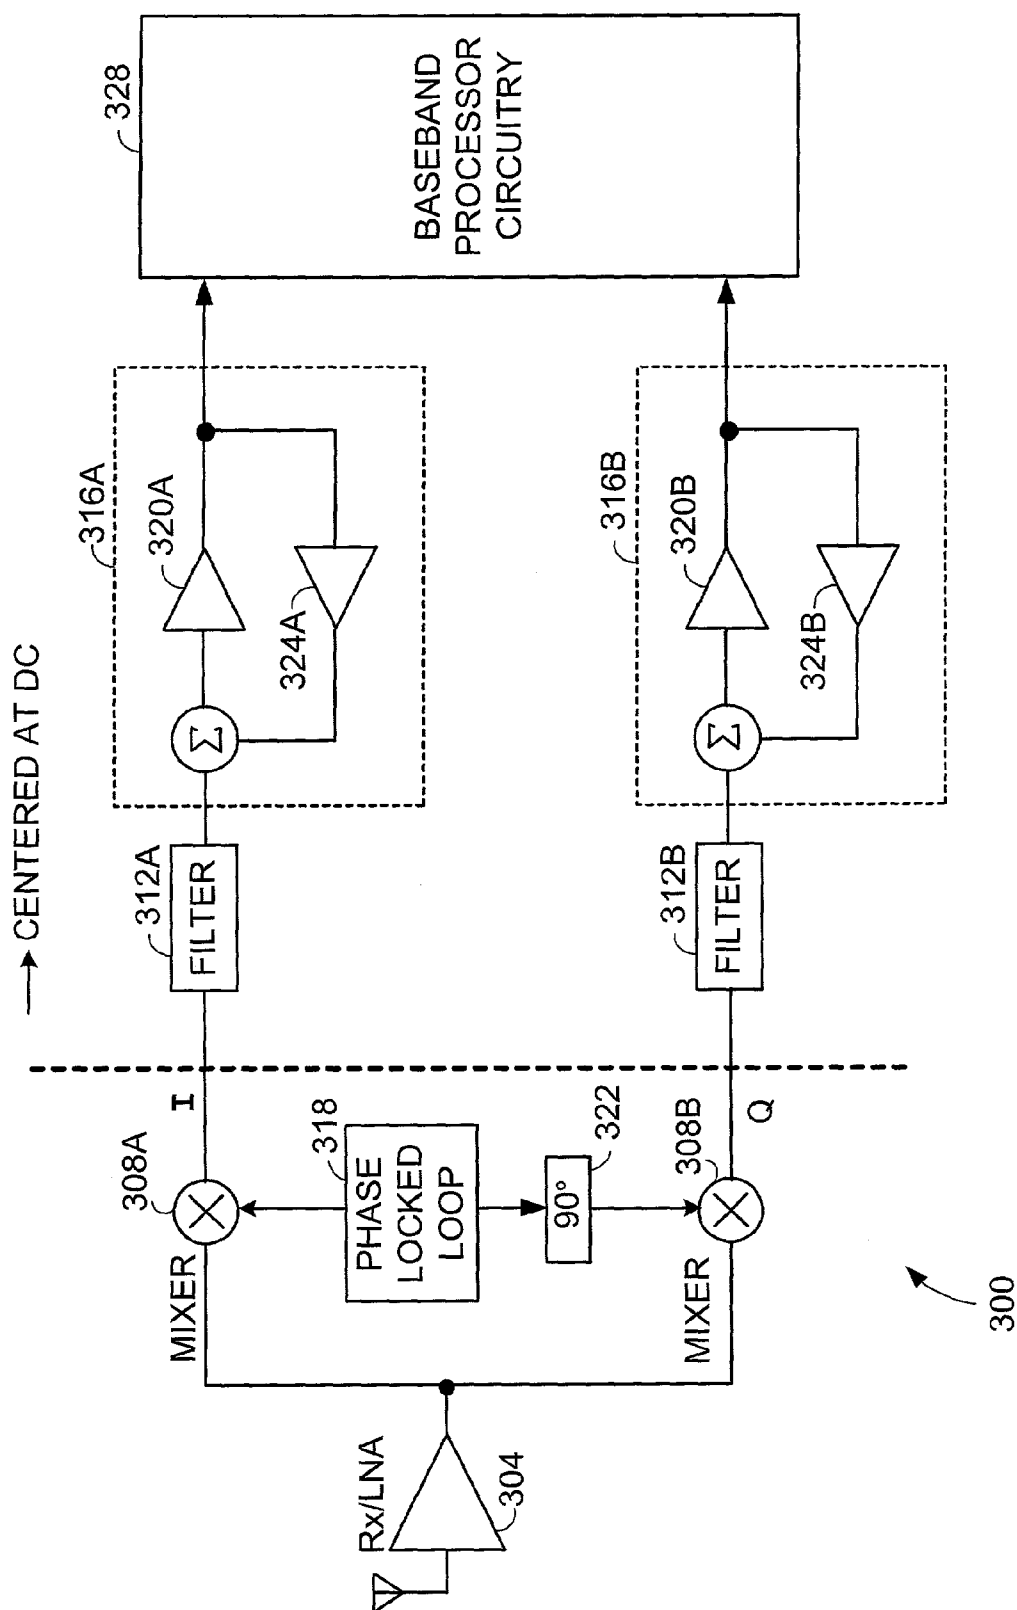 → CENTERED AT DC
328
BASEBAND
PROCESSOR
CIRCUITRY
316A
320A
324A
Σ
312A
FILTER
I
308A
MIXER
318
PHASE
LOCKED
LOOP
322
90°
316B
320B
324B
Σ
312B
FILTER
Q
308B
MIXER
Rx/LNA
304
300